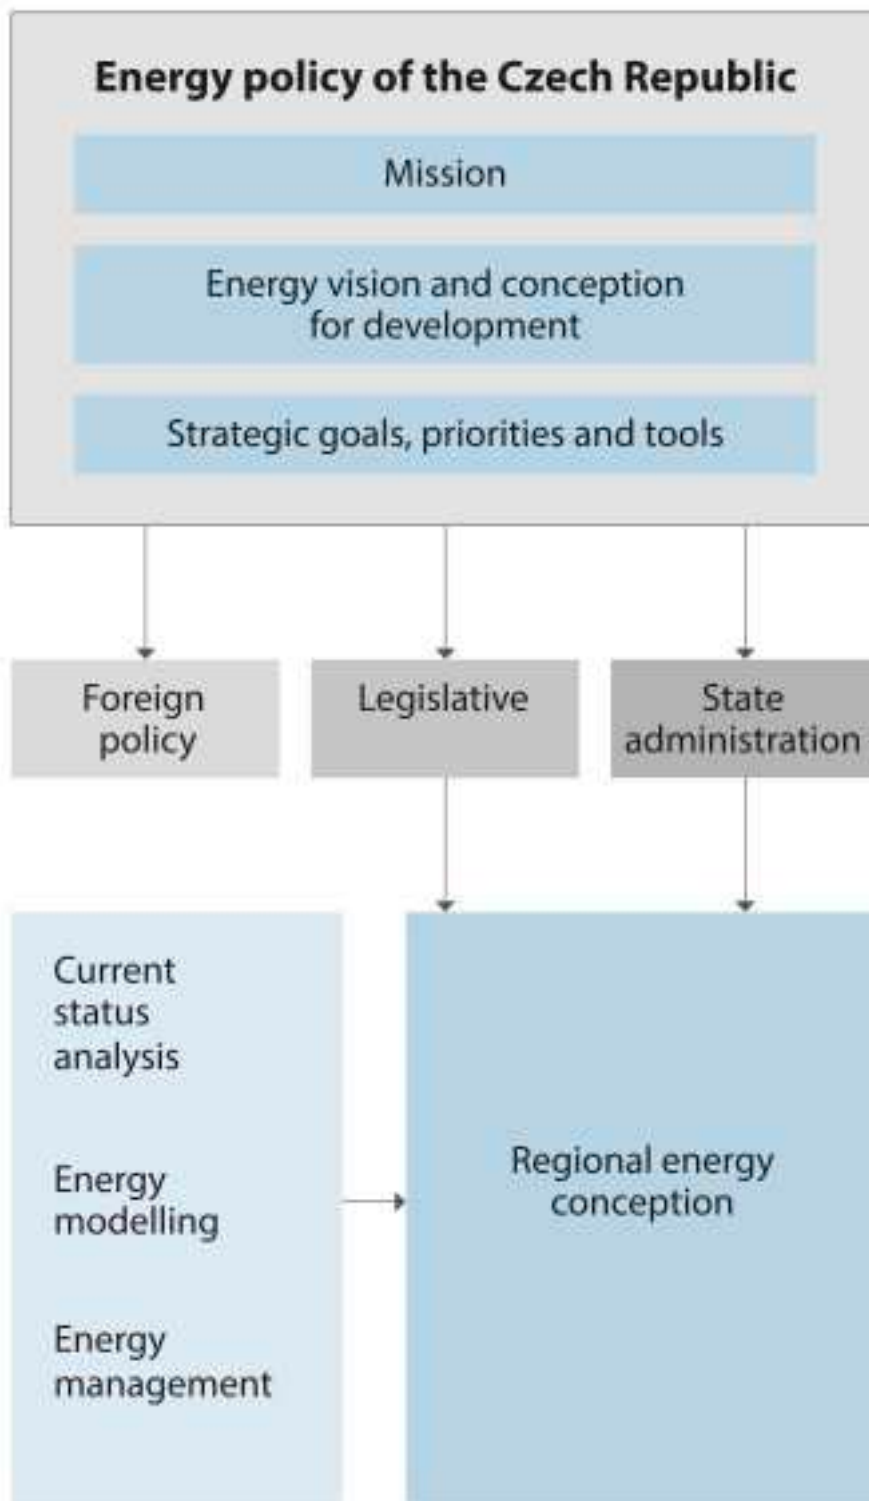 Energy policy of the Czech Republic
Mission
Energy vision and conception
for development
Strategic goals, priorities and tools
Foreign
policy
Legislative
State
administration
Current
status
analysis
Energy
modelling
Energy
management
Regional energy
conception